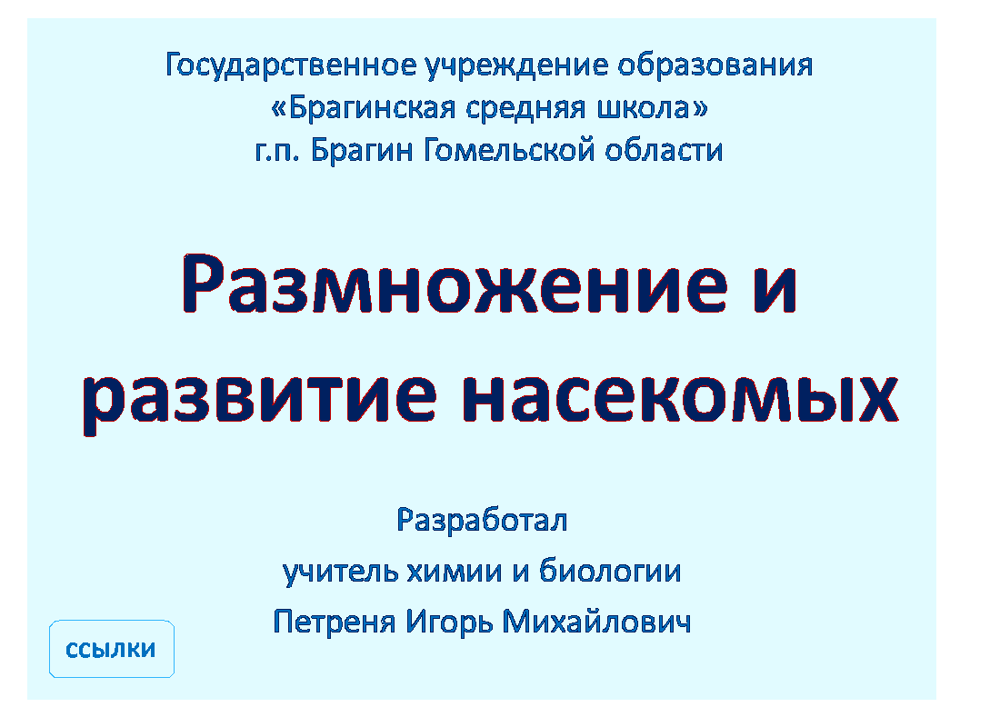 Государственное учреждение образования
«Брагинская средняя школа»
г.п. Брагин Гомельской области
Размножение и
развитие насекомых
Разработал
учитель химии и биологии
Петреня Игорь Михайлович
ссылки